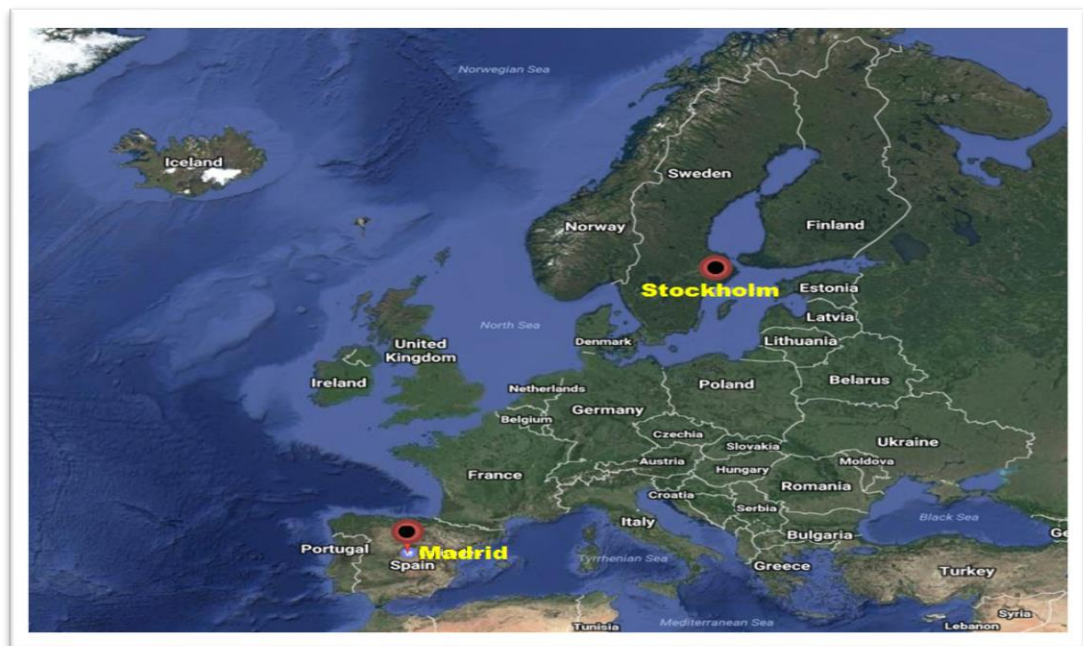 Norwegian Sea
Iceland
Sweden
Norway
Finland
Stockholm
Estonia
Latvia
North Sea
Denmark
Lithuania
United
Kingdom
Ireland
Netherlands
Poland
Belarus
Germany
Belgium
Czechia
Ukraine
Slovakia
Austria
Moldova
Hungary
France
Romania
Croatia
Serbia
Italy
Black Sea
Bulgaria
Portugal
Madrid
Tyrrhenian Sea
Spain
Greece
Turkey
Syria
Tunisia
Mediterranean Sea
Lebanon